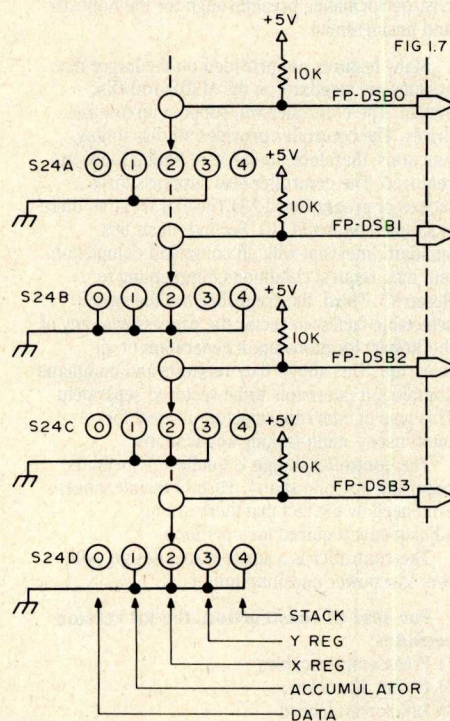 +5V
FIG 1.7
10K
FP-DSB0
+5V
S24A 0 1 2 3 4
10K
FP-DSB1
+5V
S24B 0 1 2 3 4
10K
FP-DSB2
+5V
S24C 0 1 2 3 4
10K
FP-DSB3
S24D 0 1 2 3 4
STACK
Y REG
X REG
ACCUMULATOR
DATA